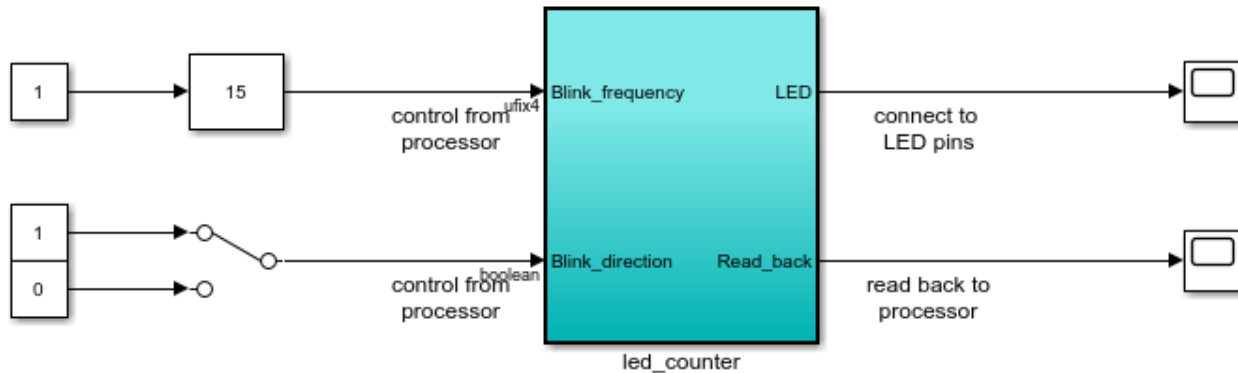 1
15
Blink_frequency
ufix4
LED
control from
processor
connect to
LED pins
1
0
Blink_direction
boolean
Read_back
control from
processor
read back to
processor
led_counter